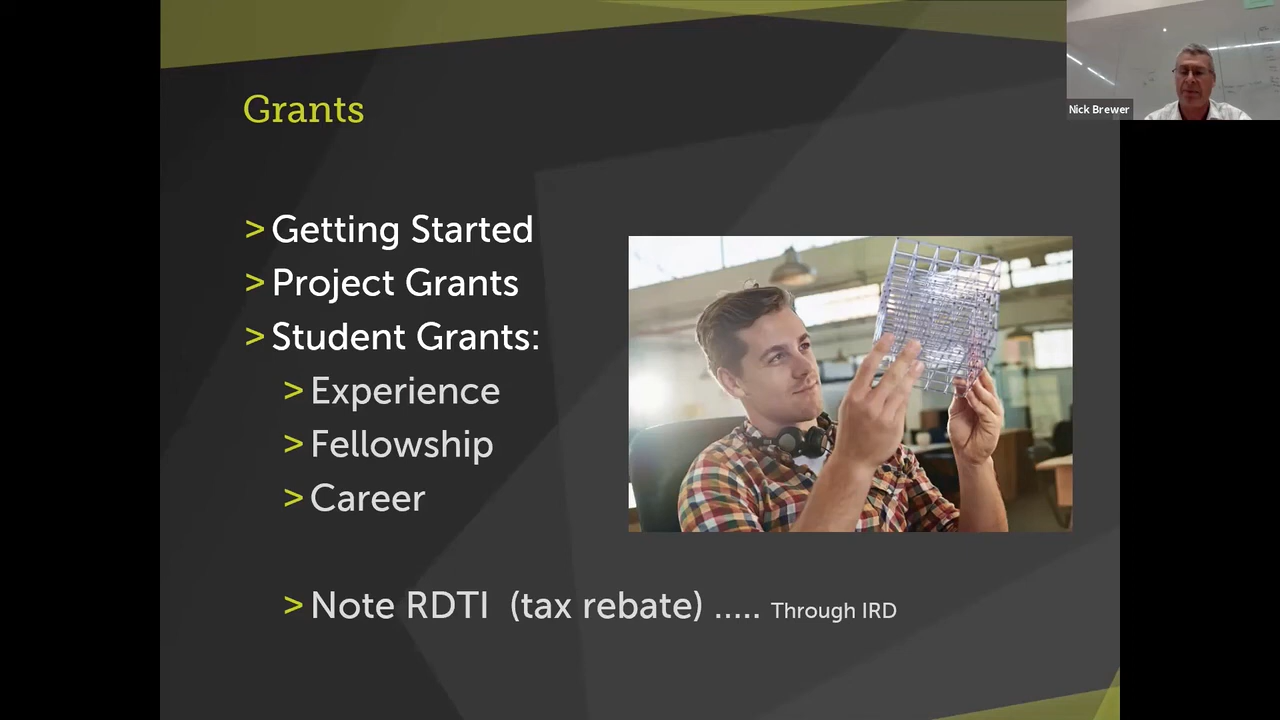 Grants
> Getting Started
> Project Grants
> Student Grants:
> Experience
> Fellowship
> Career
> Note RDTI (tax rebate) ..... Through IRD
Nick Brewer